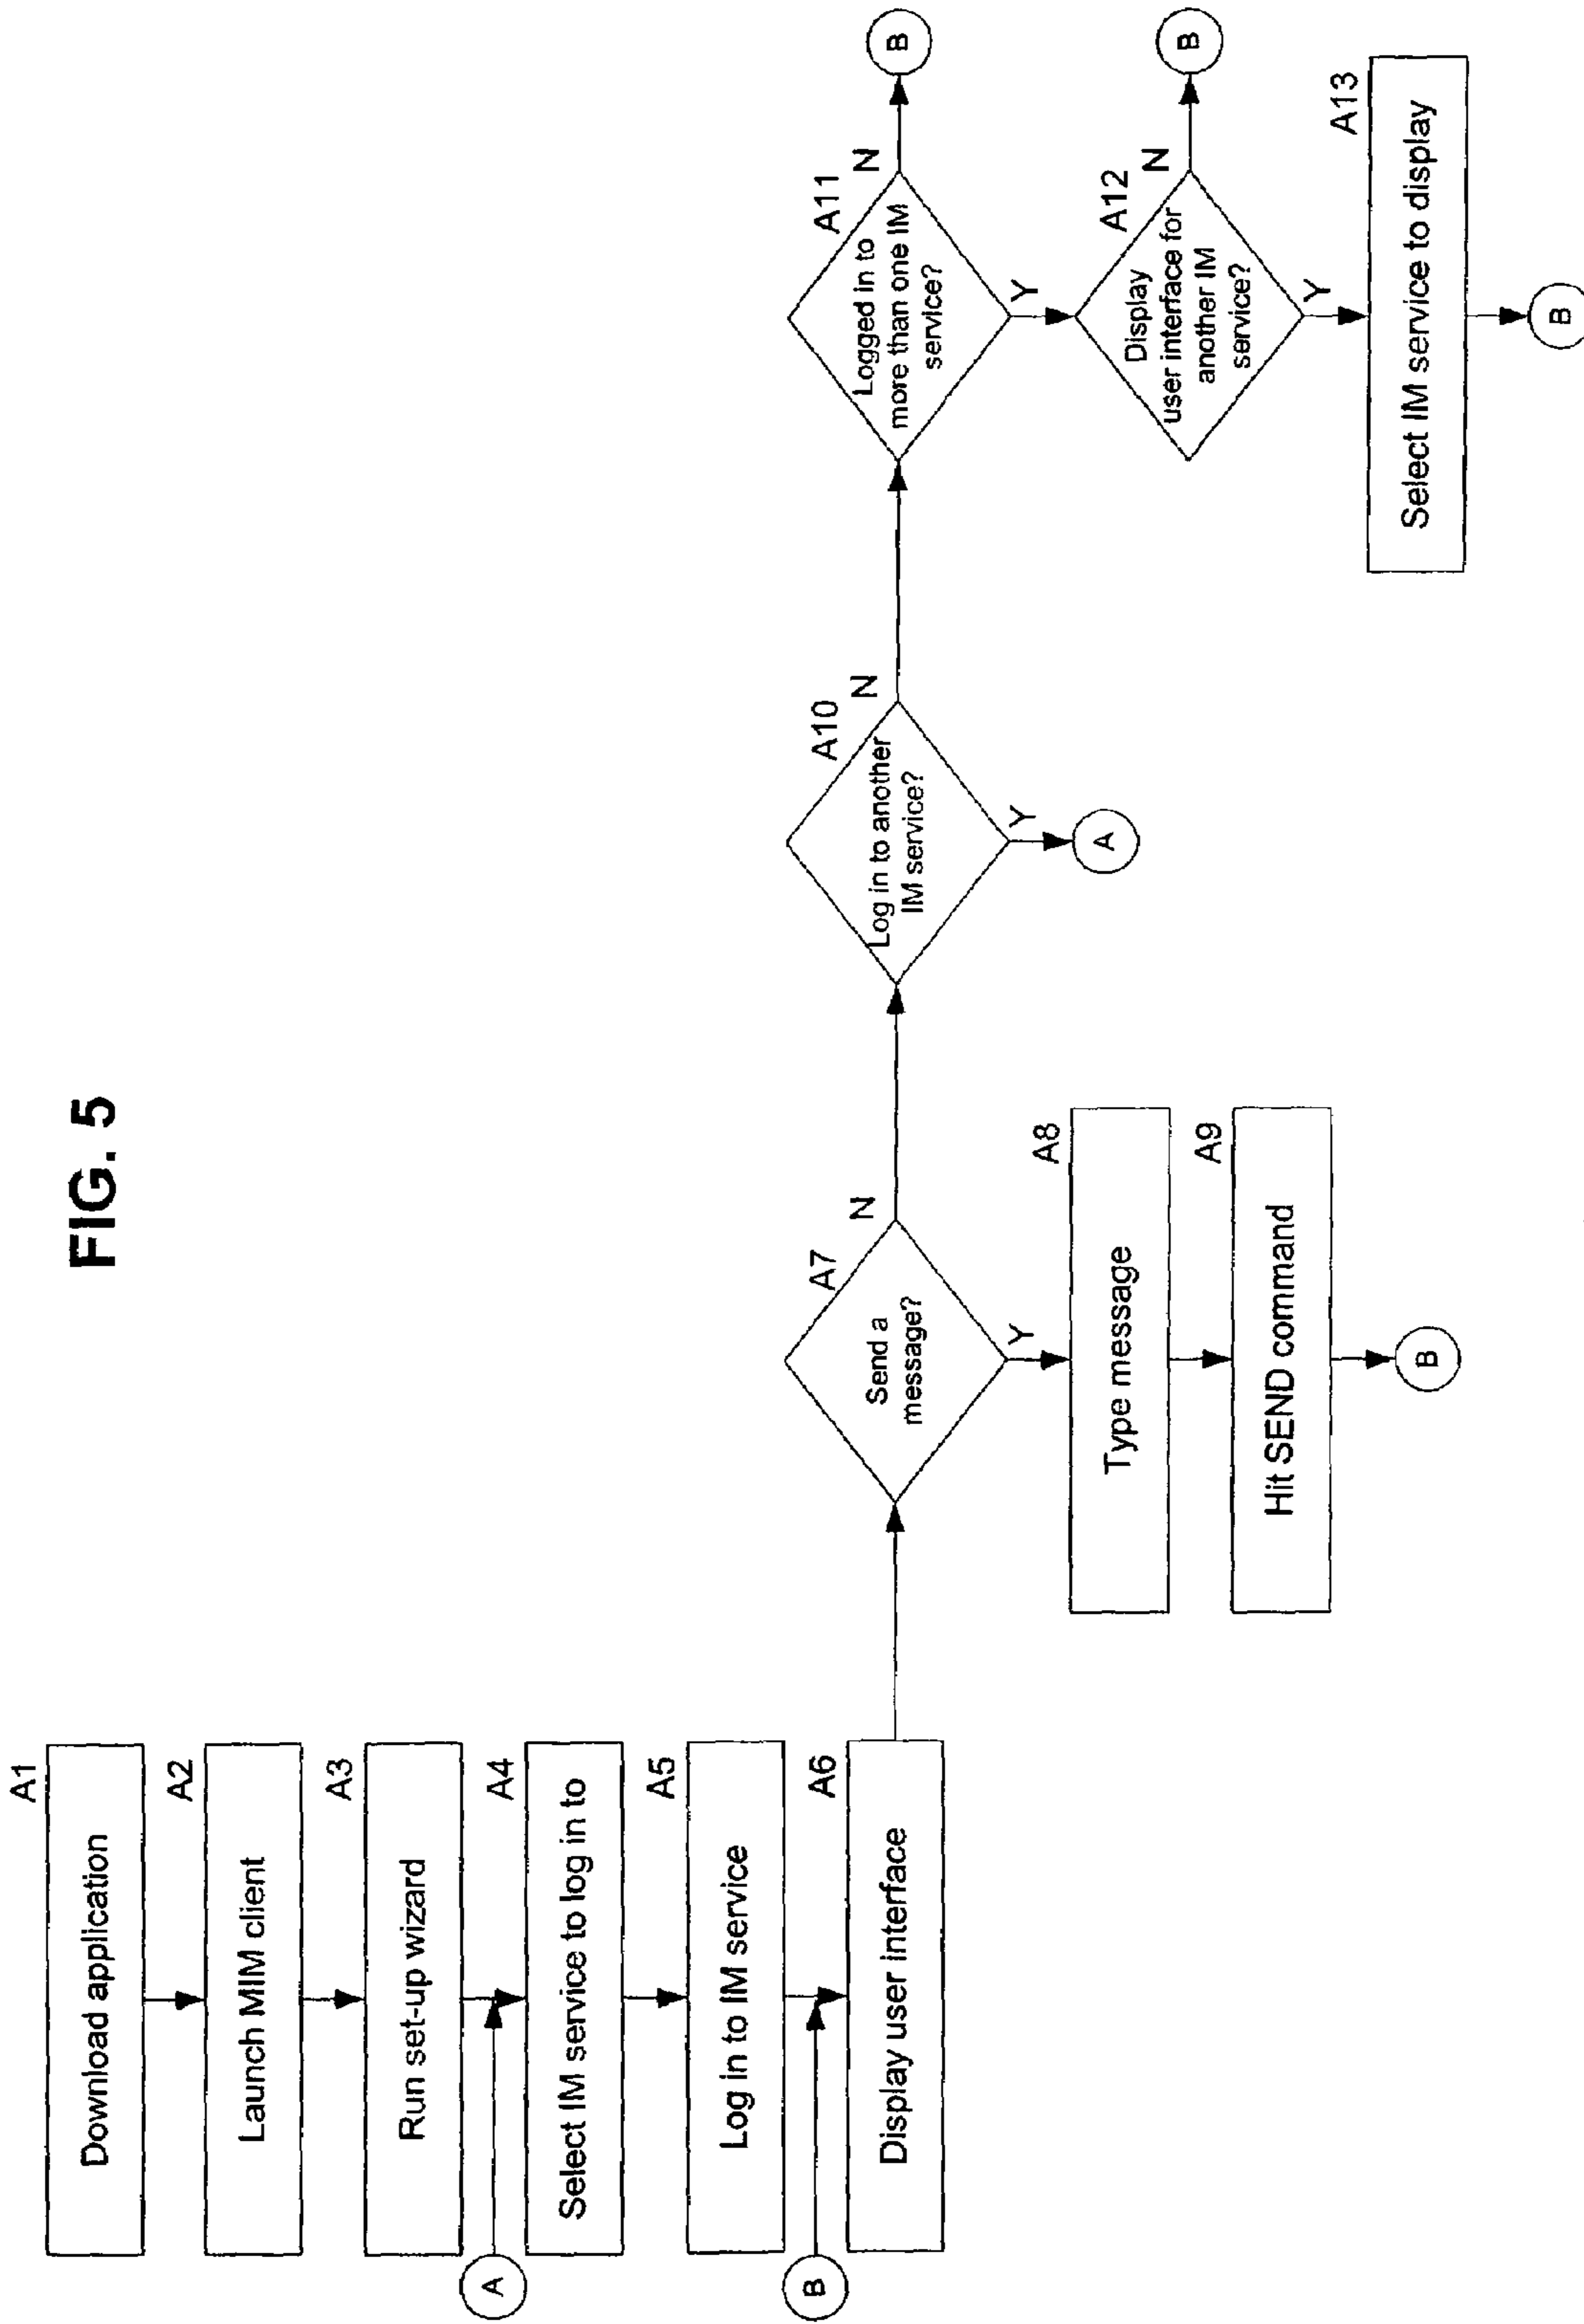 FIG. 5
A1
Download application
A2
Launch MIM client
A3
Run set-up wizard
A
A4
Select IM service to log in to
A5
Log in to IM service
B
A6
Display user interface
A7
Send a
message?
N
Y
A8
Type message
A9
Hit SEND command
B
A10
Log in to another
IM service?
N
Y
A
A11
Logged in to
more than one IM
service?
N
B
Y
A12
Display
user interface for
another IM
service?
N
B
Y
A13
Select IM service to display
B